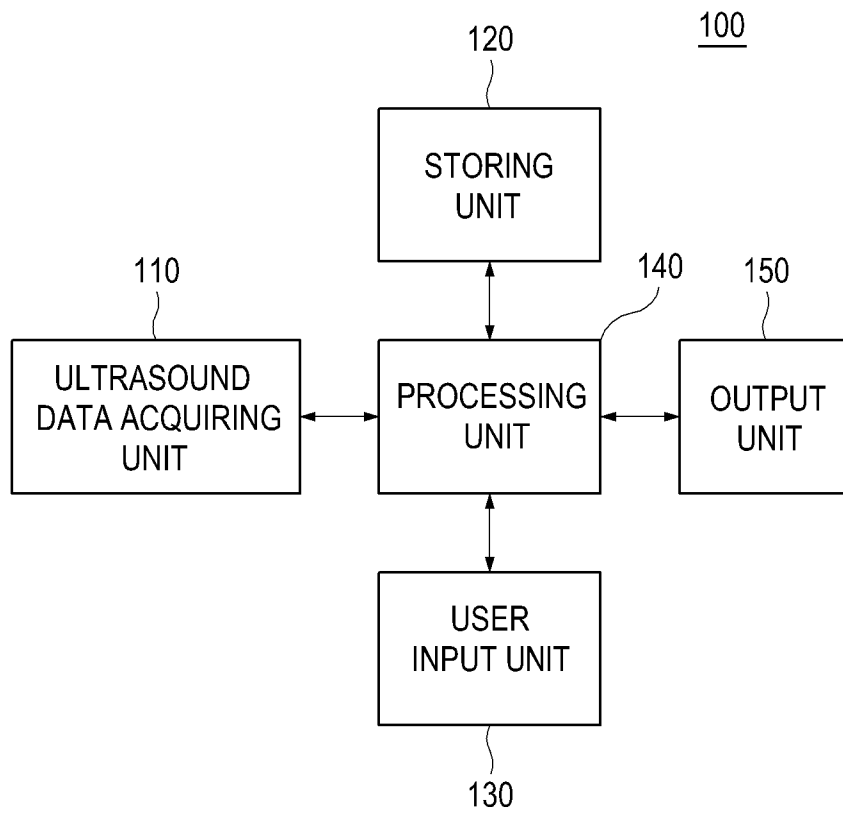 100
120
STORING
UNIT
110
140
150
ULTRASOUND
DATA ACQUIRING
UNIT
PROCESSING
UNIT
OUTPUT
UNIT
USER
INPUT UNIT
130